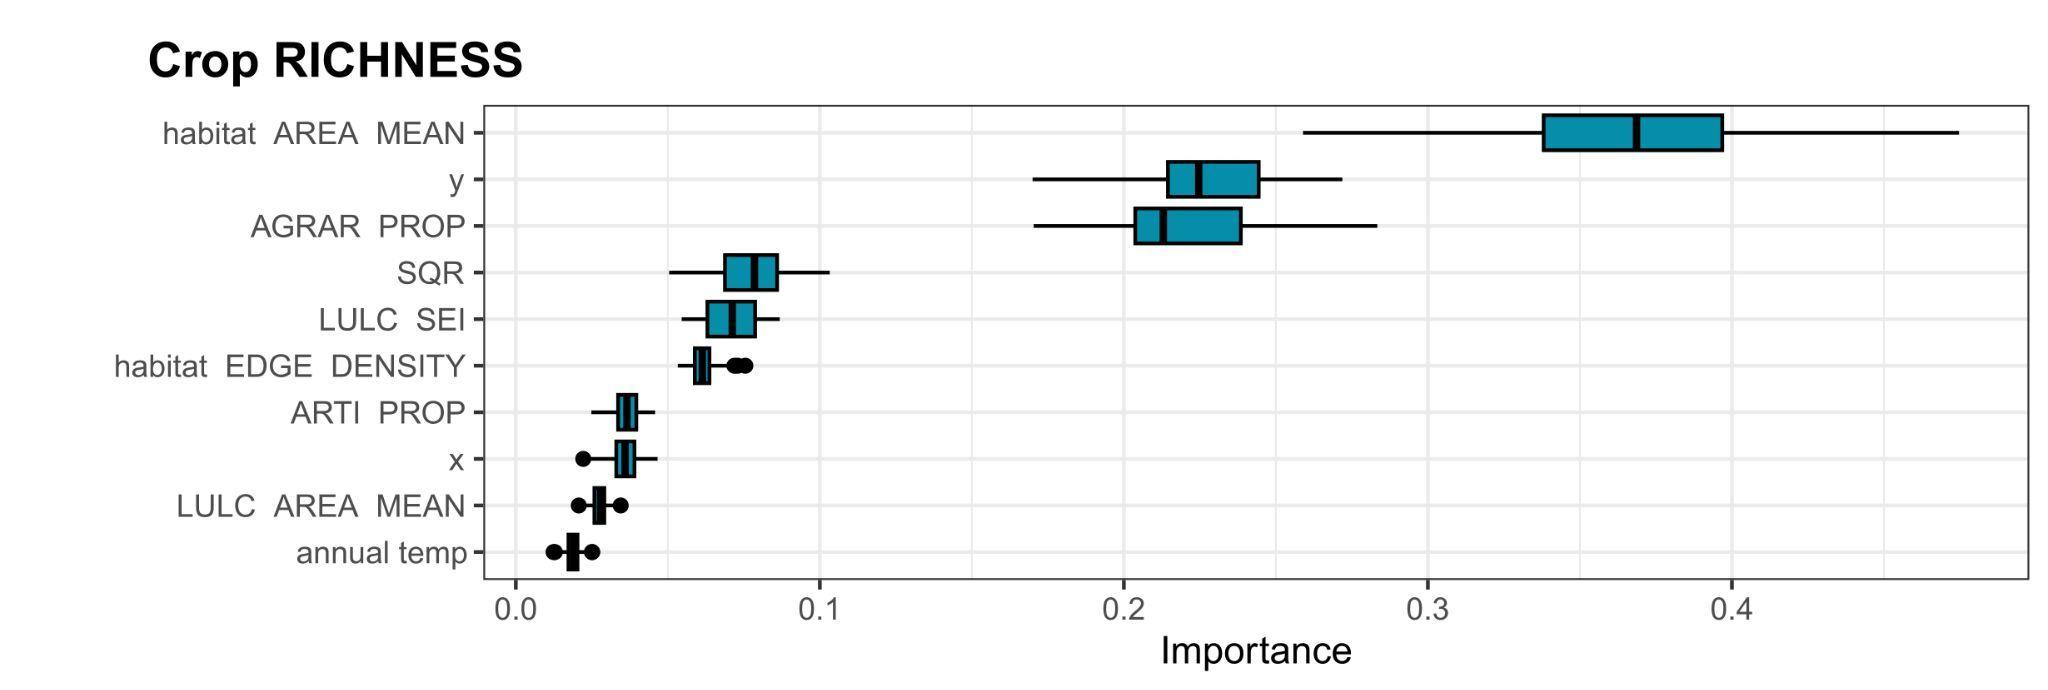 Crop RICHNESS
habitat AREA MEAN
y
AGRAR PROP
SQR
LULC SEI
habitat EDGE DENSITY
ARTI PROP
x
LULC AREA MEAN
annual temp
0.0 0.1 0.2 0.3 0.4
Importance